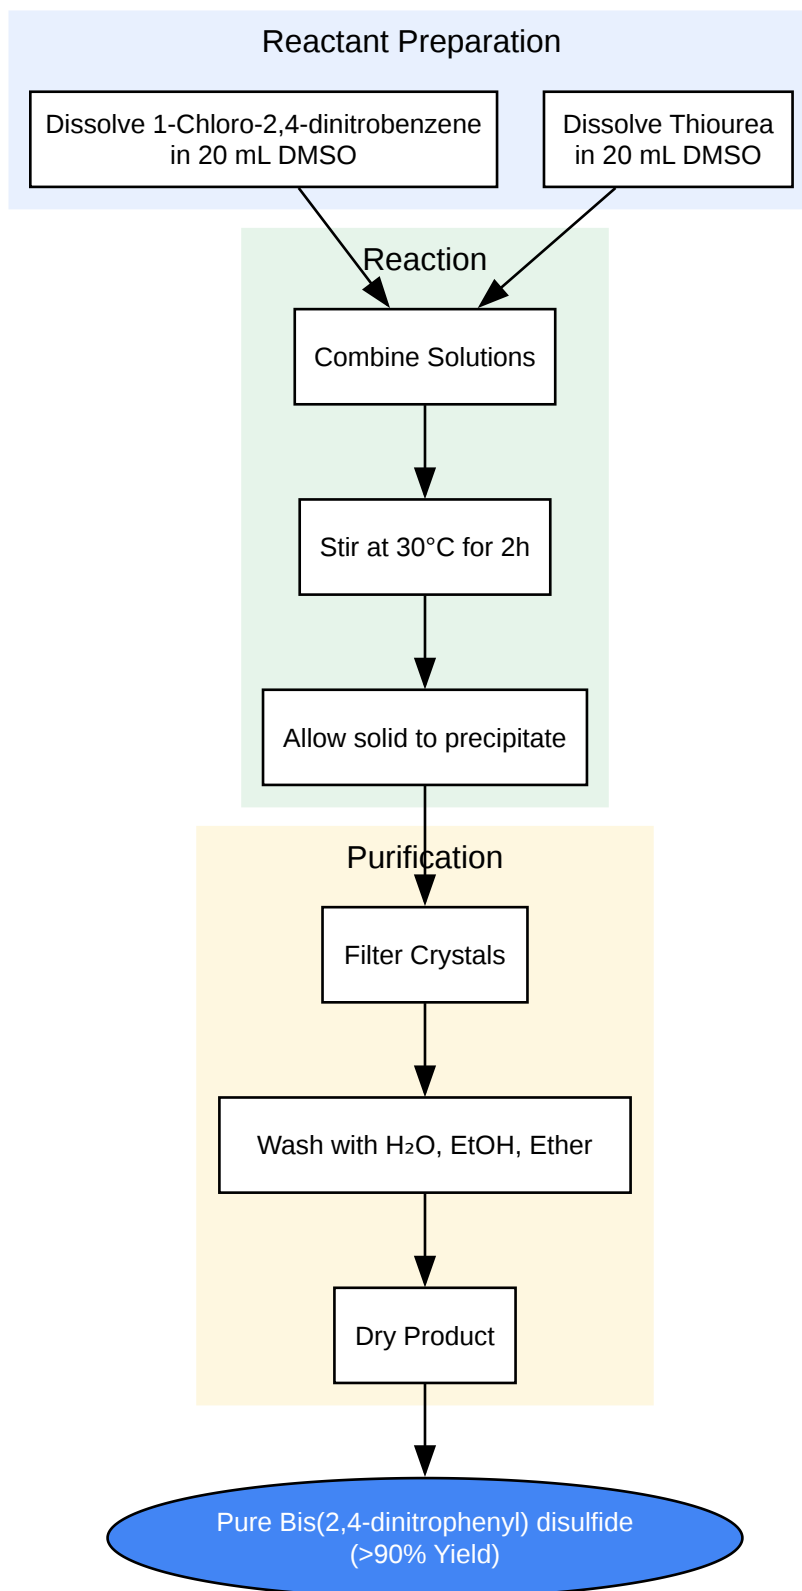 Reactant Preparation
Dissolve 1-Chloro-2,4-dinitrobenzene
in 20 mL DMSO
Dissolve Thiourea
in 20 mL DMSO
Reaction
Combine Solutions
Stir at 30°C for 2h
Allow solid to precipitate
Purification
Filter Crystals
Wash with H₂O, EtOH, Ether
Dry Product
Pure Bis(2,4-dinitrophenyl) disulfide
(>90% Yield)